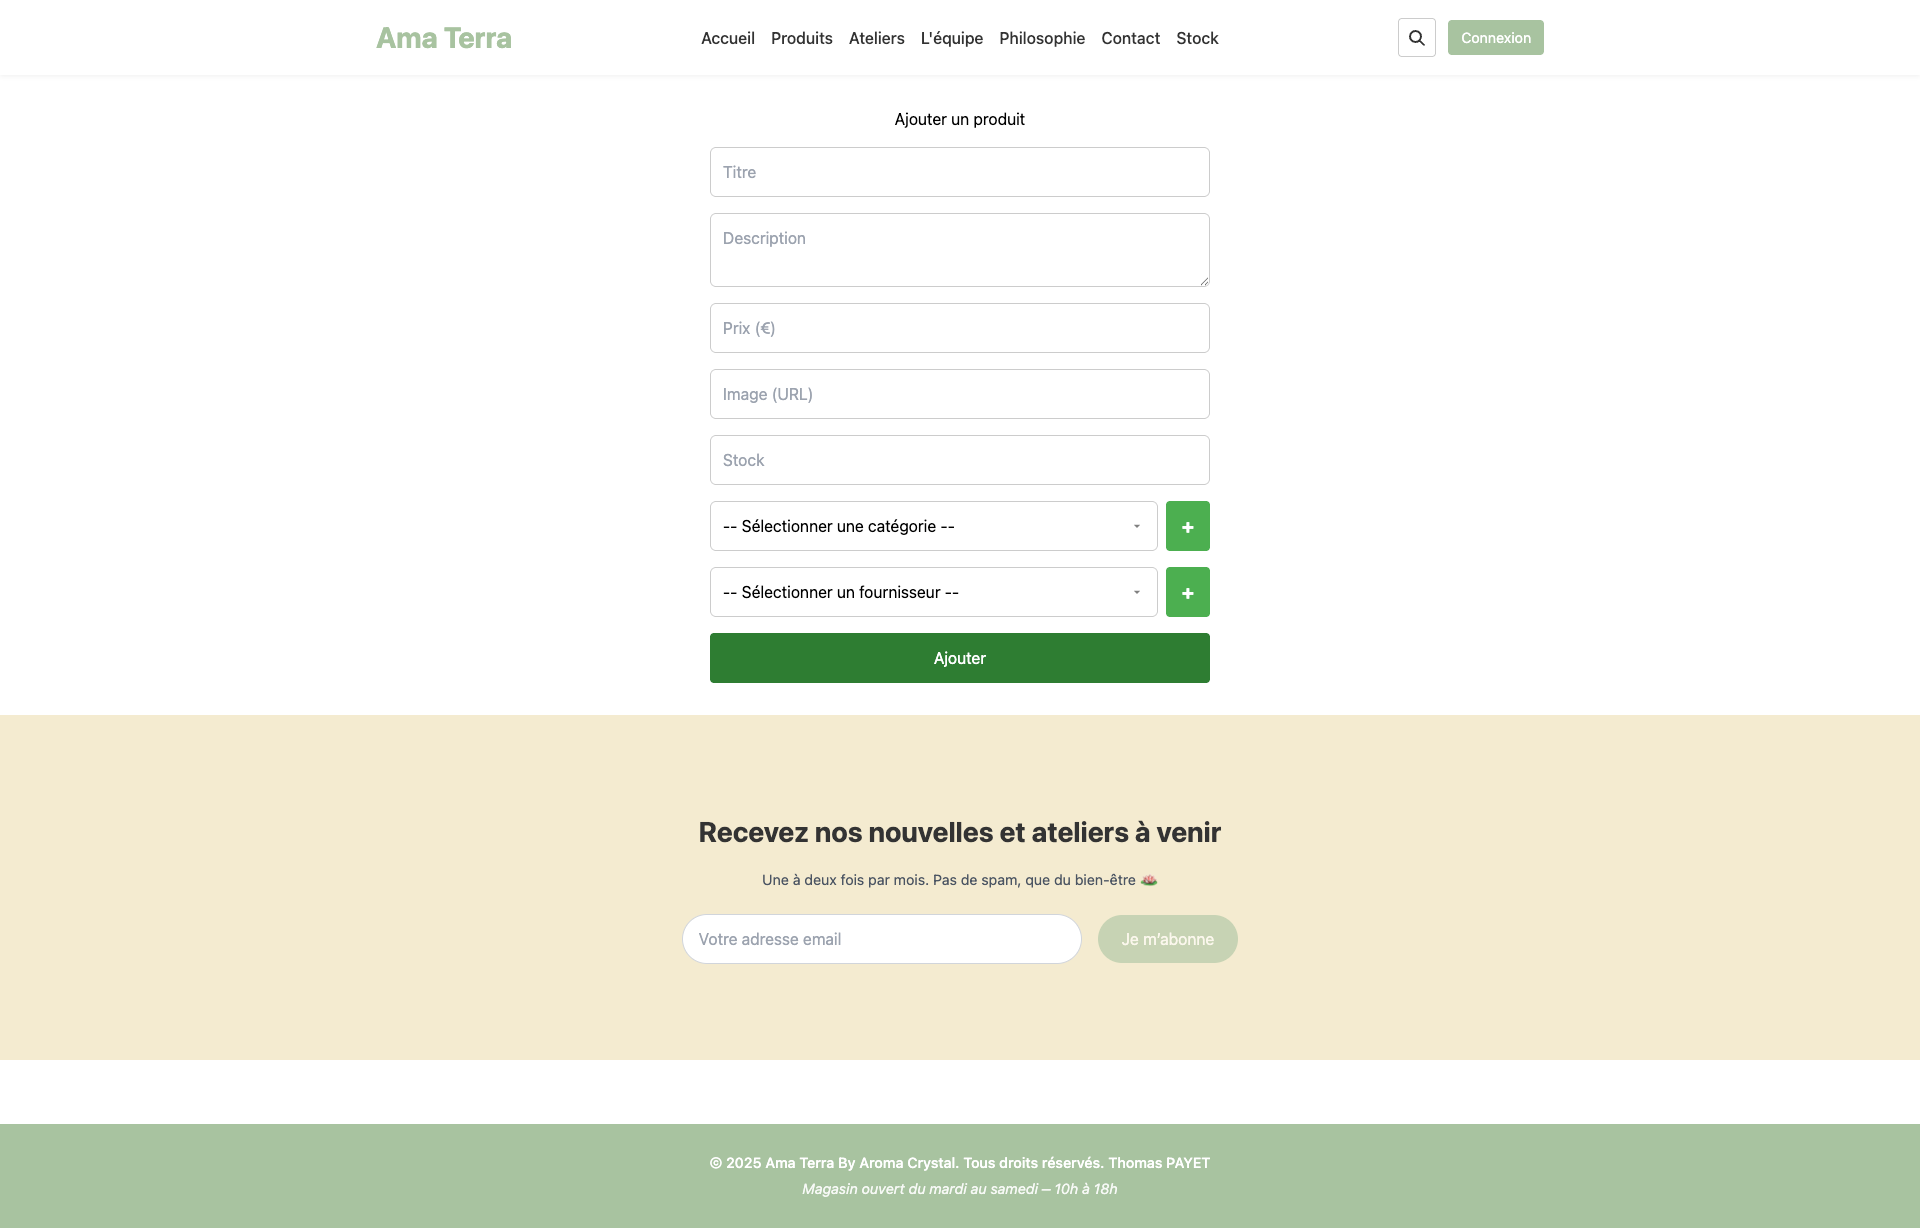 Ama Terra
Accueil Produits Ateliers L'équipe Philosophie Contact Stock
Connexion
Ajouter un produit
Titre
Description
Prix (€)
Image (URL)
Stock
-- Sélectionner une catégorie --
+
-- Sélectionner un fournisseur --
+
Ajouter
Recevez nos nouvelles et ateliers à venir
Une à deux fois par mois. Pas de spam, que du bien-être 🪷
Votre adresse email
Je m’abonne
© 2025 Ama Terra By Aroma Crystal. Tous droits réservés. Thomas PAYET
Magasin ouvert du mardi au samedi – 10h à 18h